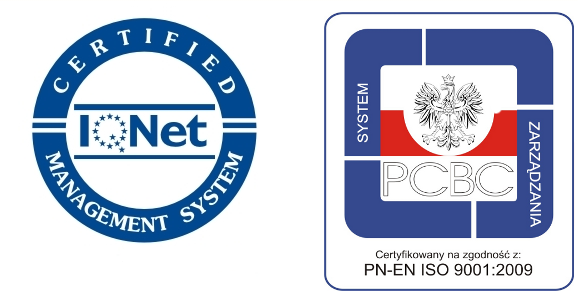 CERTIFIED
IQNet
MANAGEMENT SYSTEM
SYSTEM
ZARZĄDZANIA
PCBC
Certyfikowany na zgodność z:
PN-EN ISO 9001:2009